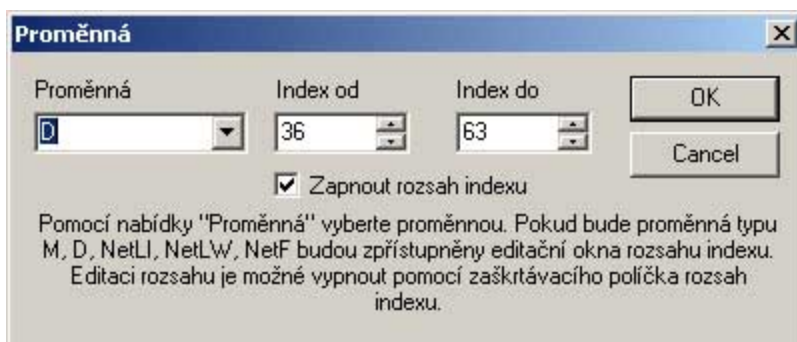 Proměnná
Proměnná Index od Index do
D 36 63 OK
Cancel
Zapnout rozsah indexu
Pomocí nabídky "Proměnná" vyberte proměnnou. Pokud bude proměnná typu
M, D, NetLI, NetLW, NetF budou zpřístupněny editační okna rozsahu indexu.
Editaci rozsahu je možné vypnout pomocí zaškrtávacího políčka rozsah
indexu.